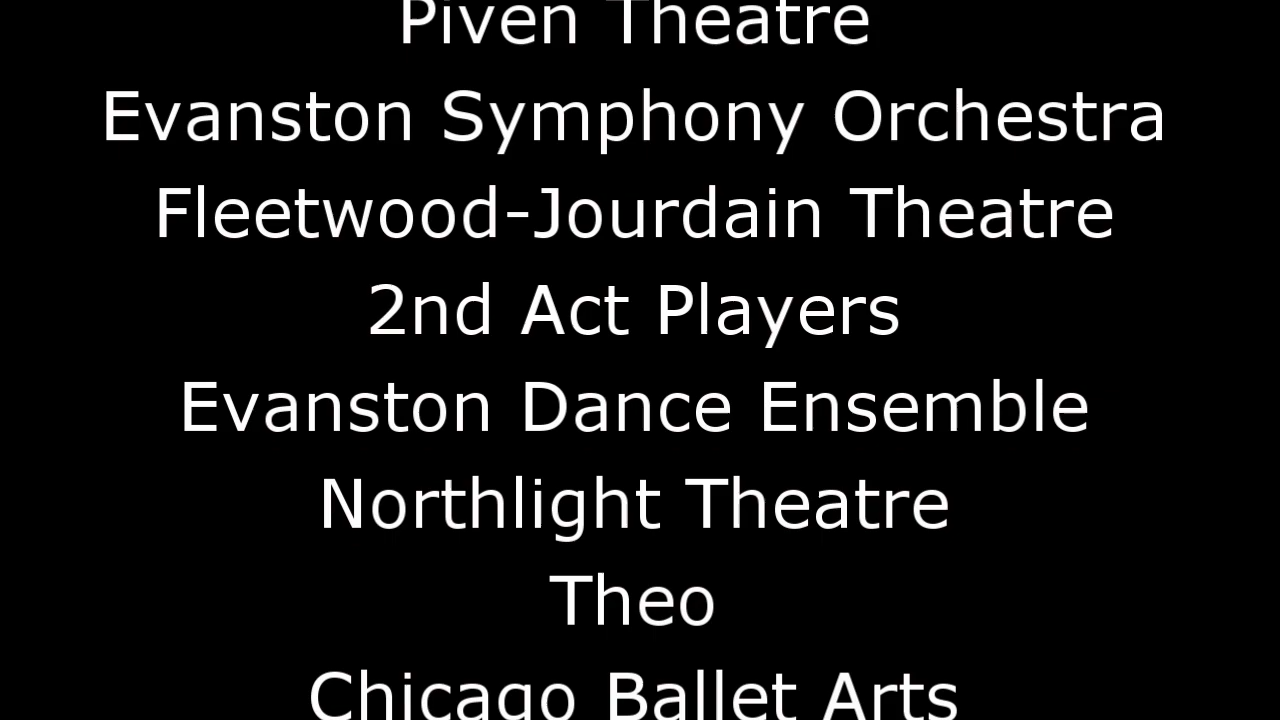 Piven Theatre
Evanston Symphony Orchestra
Fleetwood-Jourdain Theatre
2nd Act Players
Evanston Dance Ensemble
Northlight Theatre
Theo
Chicago Ballet Arts